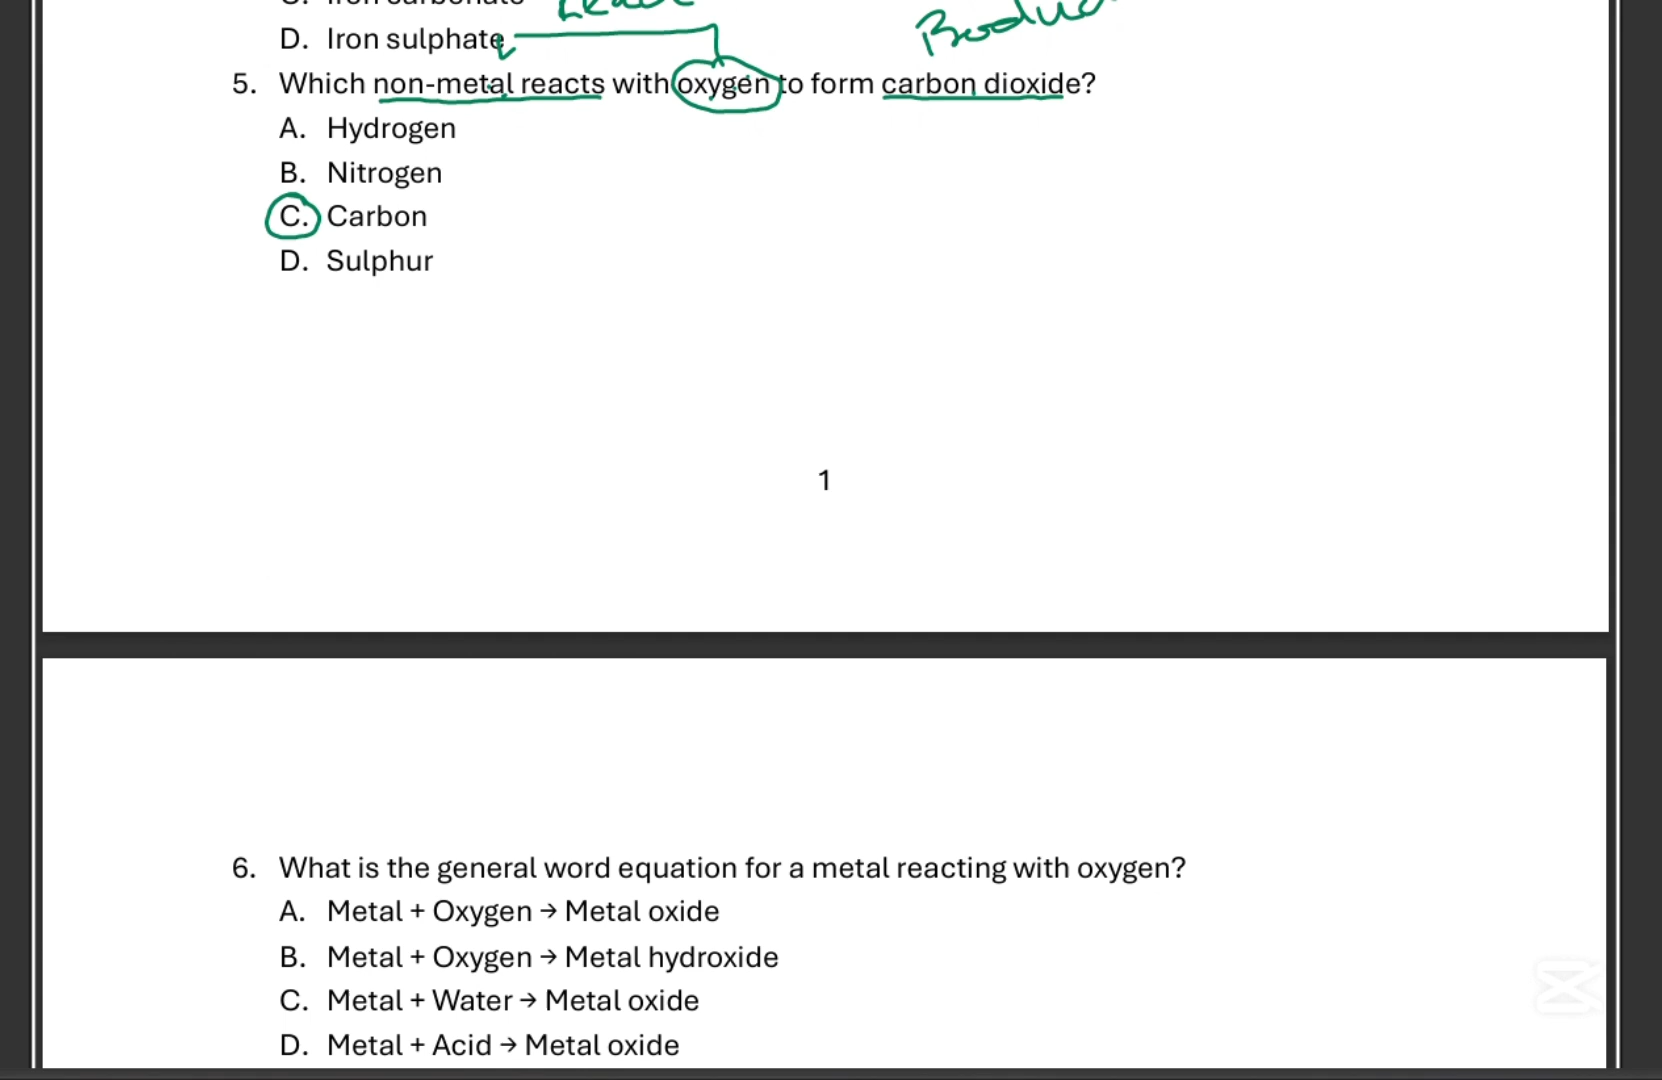 D. Iron sulphate
5. Which non-metal reacts with oxygen to form carbon dioxide?
A. Hydrogen
B. Nitrogen
C. Carbon
D. Sulphur
1
6. What is the general word equation for a metal reacting with oxygen?
A. Metal + Oxygen → Metal oxide
B. Metal + Oxygen → Metal hydroxide
C. Metal + Water → Metal oxide
D. Metal + Acid → Metal oxide